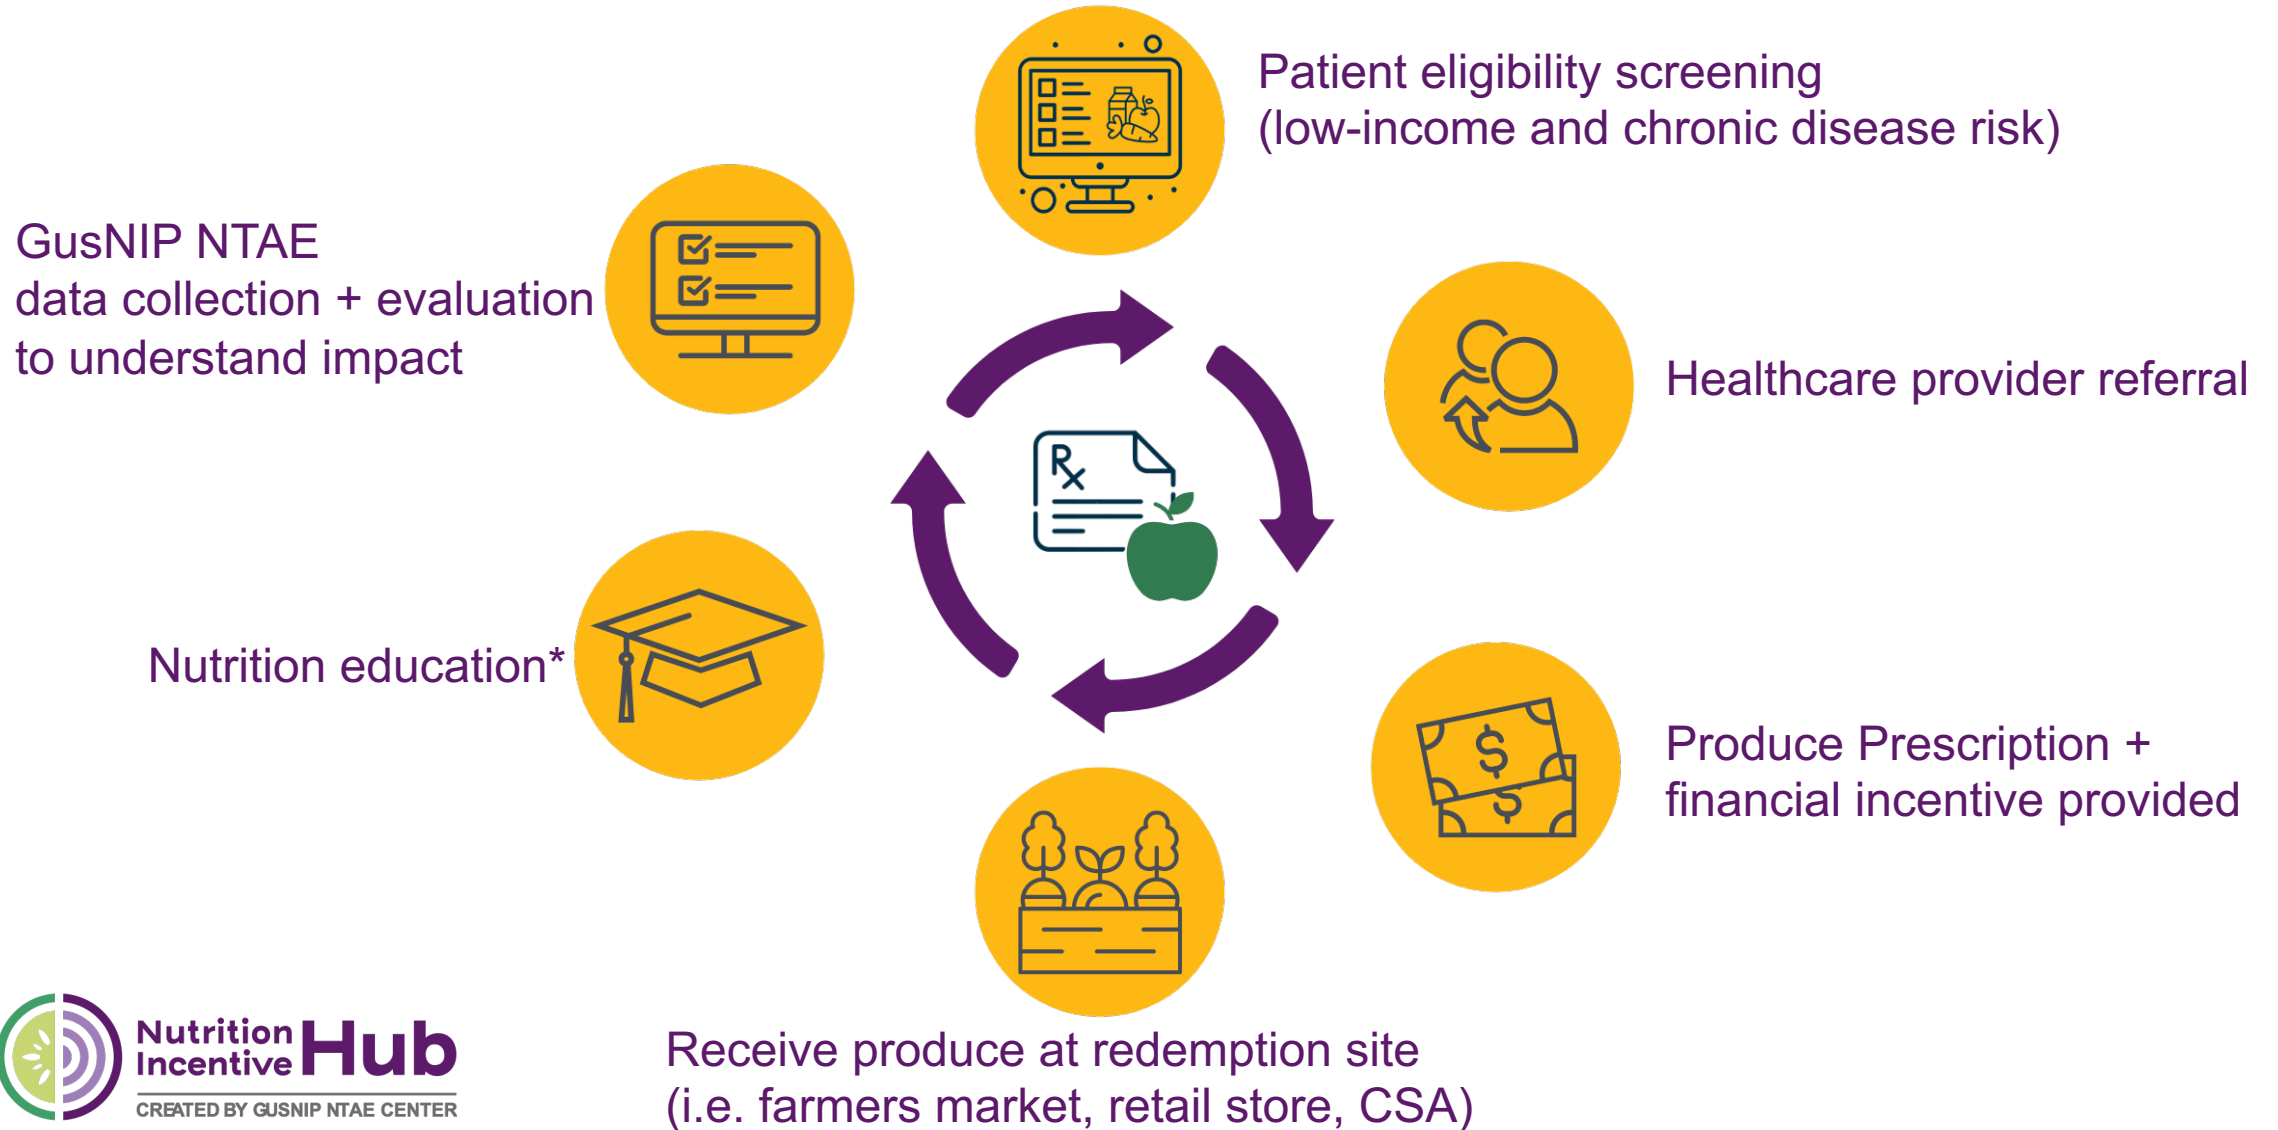 Patient eligibility screening
(low-income and chronic disease risk)
Healthcare provider referral
Produce Prescription +
financial incentive provided
Receive produce at redemption site
(i.e. farmers market, retail store, CSA)
Nutrition education*
GusNIP NTAE
data collection + evaluation
to understand impact
Rx
$
$
Nutrition
Incentive
Hub
CREATED BY GUSNIP NTAE CENTER